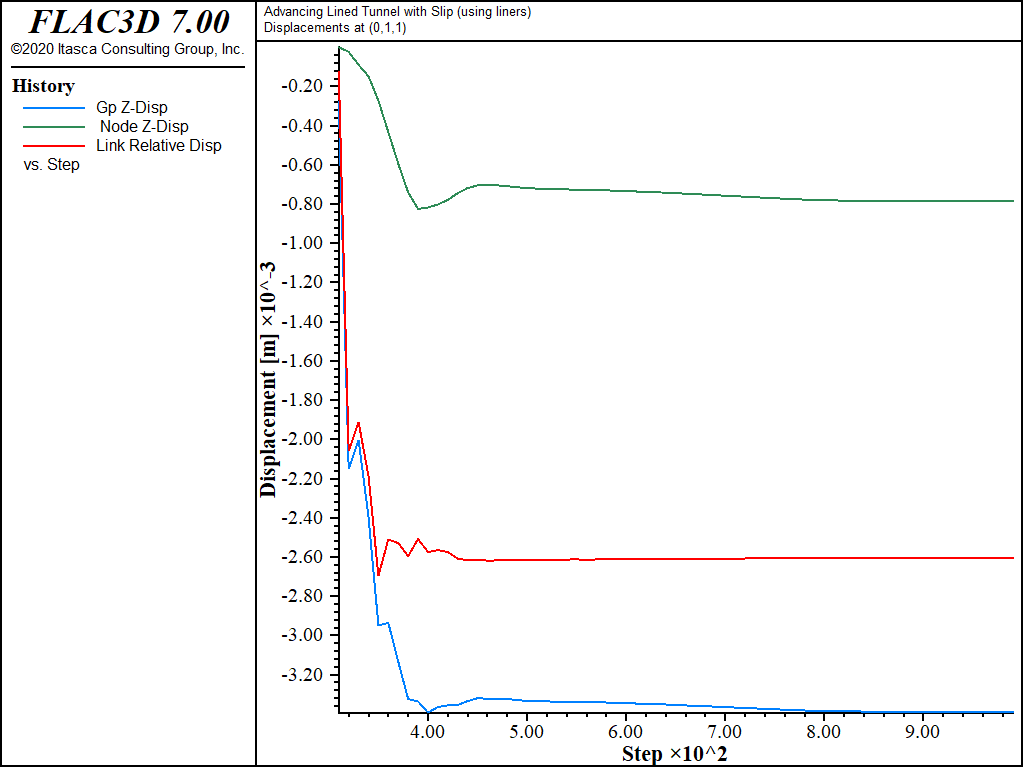 FLAC3D 7.00
©2020 Itasca Consulting Group, Inc.
History
Gp Z-Disp
Node Z-Disp
Link Relative Disp
vs. Step
Advancing Lined Tunnel with Slip (using liners)
Displacements at (0,1,1)
Displacement [m] ×10^-3
-0.20
-0.40
-0.60
-0.80
-1.00
-1.20
-1.40
-1.60
-1.80
-2.00
-2.20
-2.40
-2.60
-2.80
-3.00
-3.20
4.00 5.00 6.00 7.00 8.00 9.00
Step ×10^2